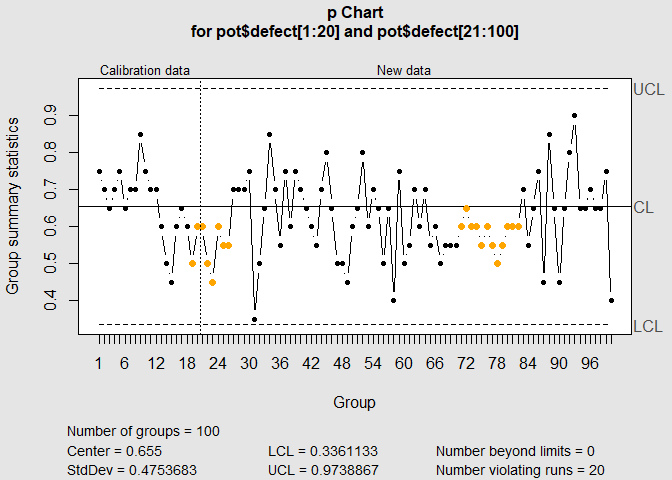 p Chart
for pot$defect[1:20] and pot$defect[21:100]
Calibration data New data
UCL
CL
LCL
Group summary statistics
0.9
0.8
0.7
0.6
0.5
0.4
1 6 12 18 24 30 36 42 48 54 60 66 72 78 84 90 96
Group
Number of groups = 100
Center = 0.655 LCL = 0.3361133 Number beyond limits = 0
StdDev = 0.4753683 UCL = 0.9738867 Number violating runs = 20